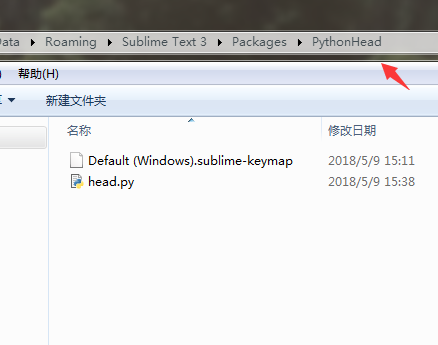 Data Roaming Sublime Text 3 Packages PythonHead
帮助(H)
新建文件夹
名称 修改日期
Default (Windows).sublime-keymap 2018/5/9 15:11
head.py 2018/5/9 15:38